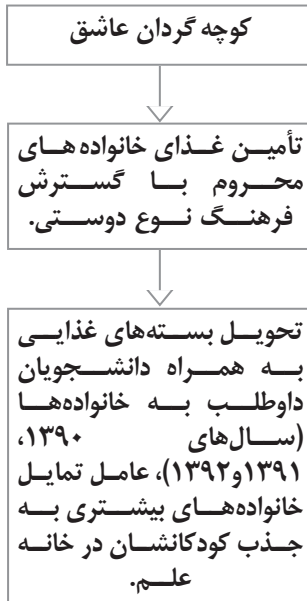 کوچه گردان عاشق
تأمین غذای خانواده های
محروم با گسترش
فرهنگ نوع دوستی.
تحویل بسته‌های غذایی
به همراه دانشجویان
داوطلب به خانواده‌ها
(سال‌های ۱۳۹۰،
۱۳۹۱و۱۳۹۲)، عامل تمایل
خانواده‌های بیشتری به
جذب کودکانشان در خانه
علم.